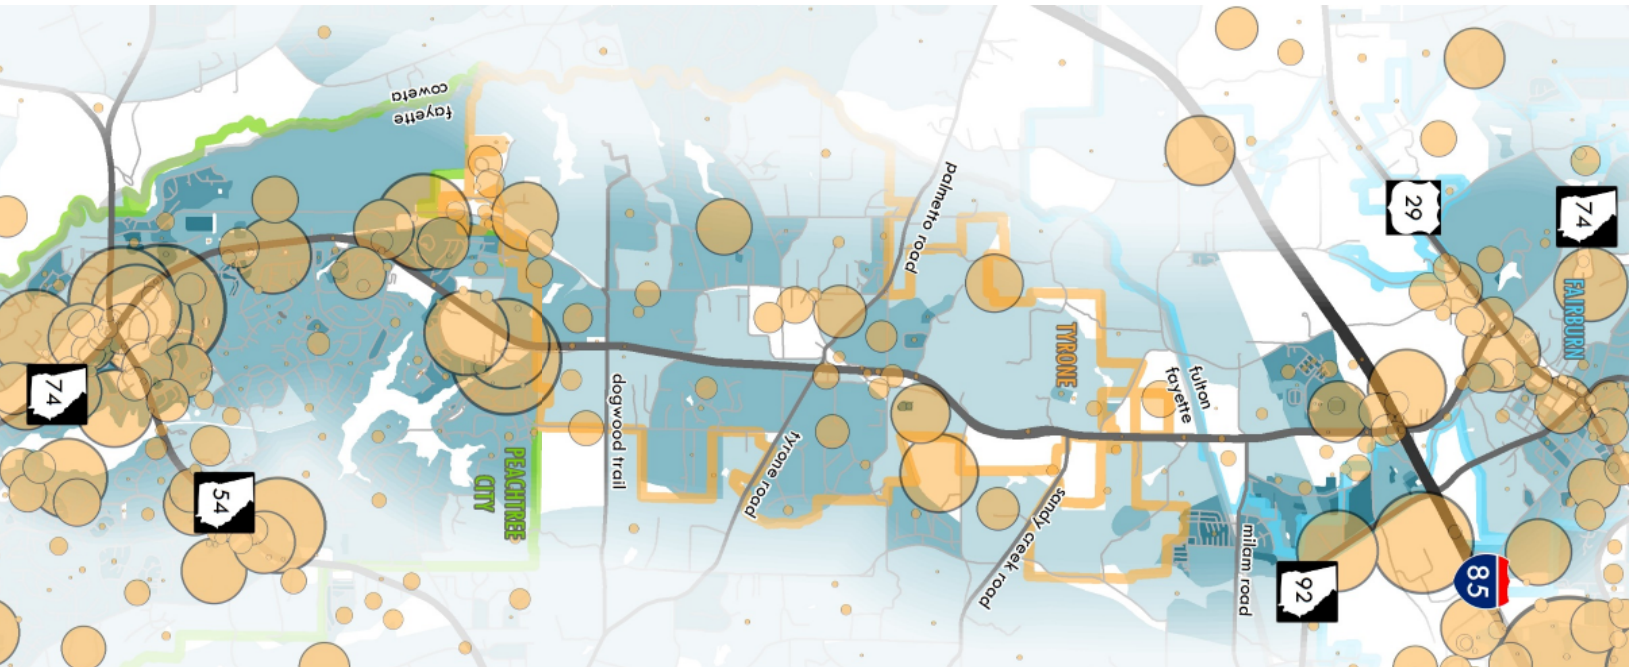 coweta
fayette
palmetto road
29
74
FAIRBURN
TYRONE
fulton
fayette
74
dogwood trail
tyrone road
PEACHTREE
CITY
54
sandy creek road
milam road
92
85